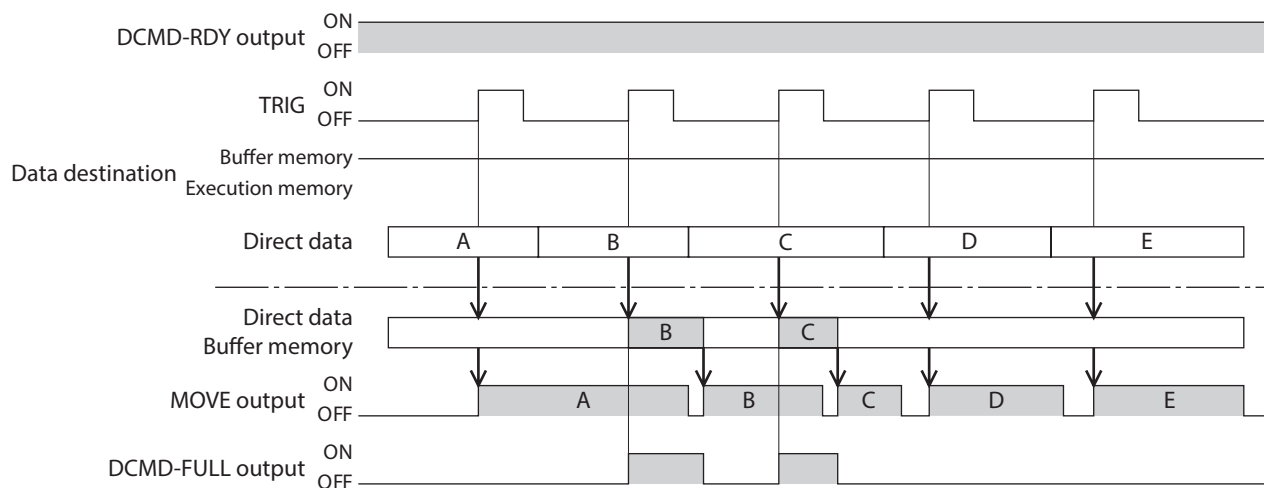 DCMD-RDY output
ON
OFF
TRIG
ON
OFF
Data destination
Buffer memory
Execution memory
Direct data
A
B
C
D
E
Direct data
Buffer memory
B
C
MOVE output
ON
OFF
A
B
C
D
E
DCMD-FULL output
ON
OFF